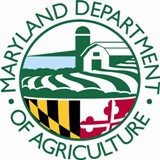 MARYLAND DEPARTMENT
• OF AGRICULTURE •